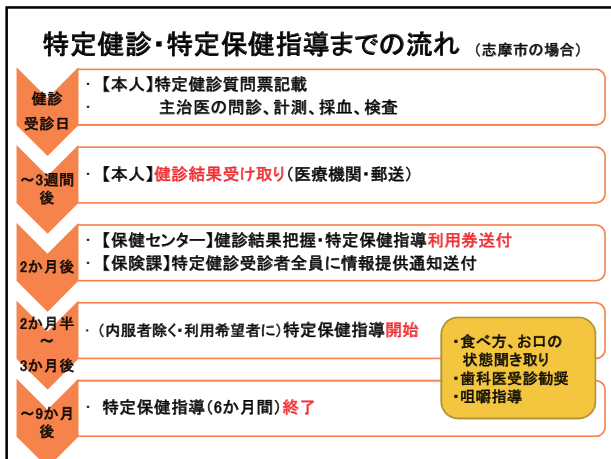 特定健診・特定保健指導までの流れ (志摩市の場合)
健診
受診日
・【本人】特定健診質問票記載
・ 主治医の問診、計測、採血、検査
～3週間
後
・【本人】健診結果受け取り(医療機関・郵送)
2か月後
・【保健センター】健診結果把握・特定保健指導利用券送付
・【保険課】特定健診受診者全員に情報提供通知送付
2か月半
～
3か月後
・(内服者除く・利用希望者に)特定保健指導開始
・食べ方、お口の
状態聞き取り
・歯科医受診勧奨
・咀嚼指導
～9か月
後
・ 特定保健指導(6か月間)終了